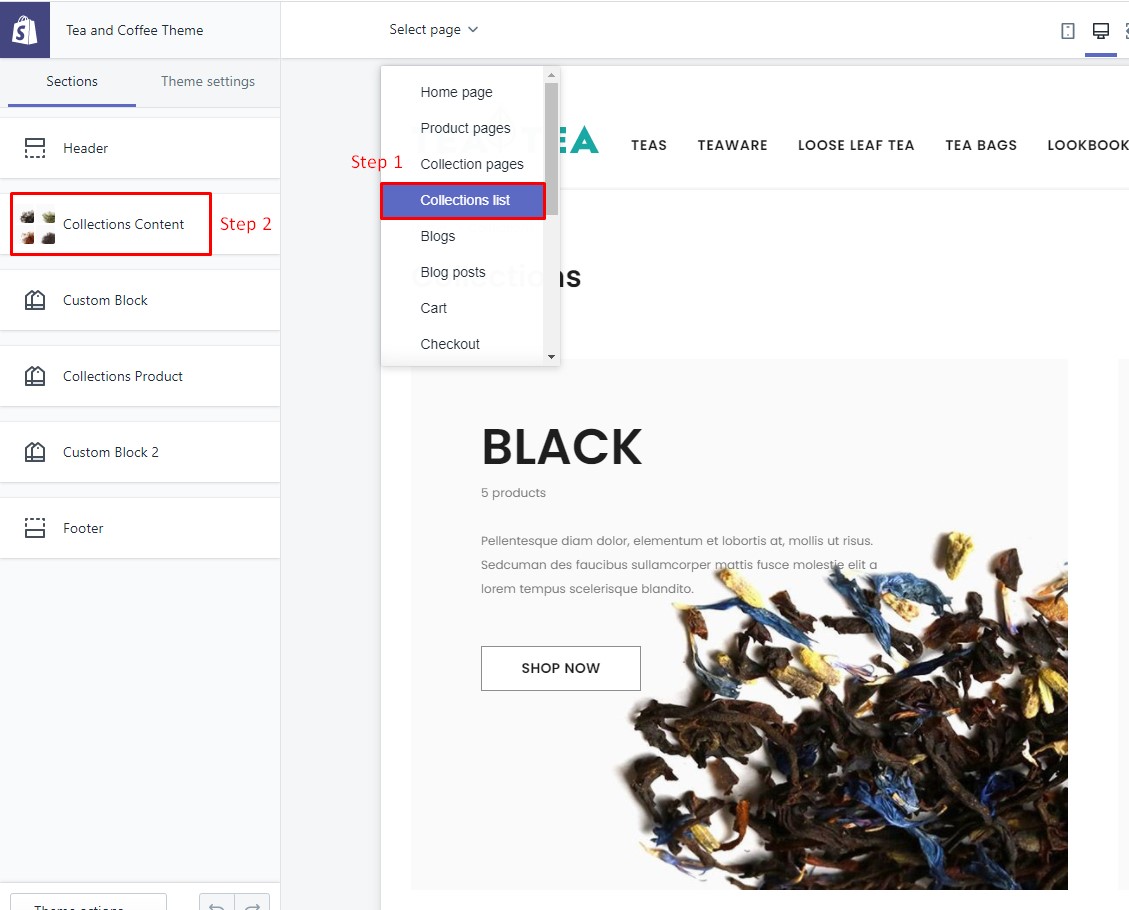 Tea and Coffee Theme
Select page
Sections
Theme settings
Header
Step 2
Collections Content
Custom Block
Collections Product
Custom Block 2
Footer
Theme actions
Home page
Product pages
Collection pages
Step 1
Collections list
Blogs
Blog posts
Cart
Checkout
TEA TEA
TEAS
TEAWARE
LOOSE LEAF TEA
TEA BAGS
LOOKBOOK
Collections
BLACK
5 products
Pellentesque diam dolor, elementum et lobortis at, mollis ut risus.
Sedcuman des faucibus sullamcorper mattis fusce molestie elit a
lorem tempus scelerisque blandito.
SHOP NOW